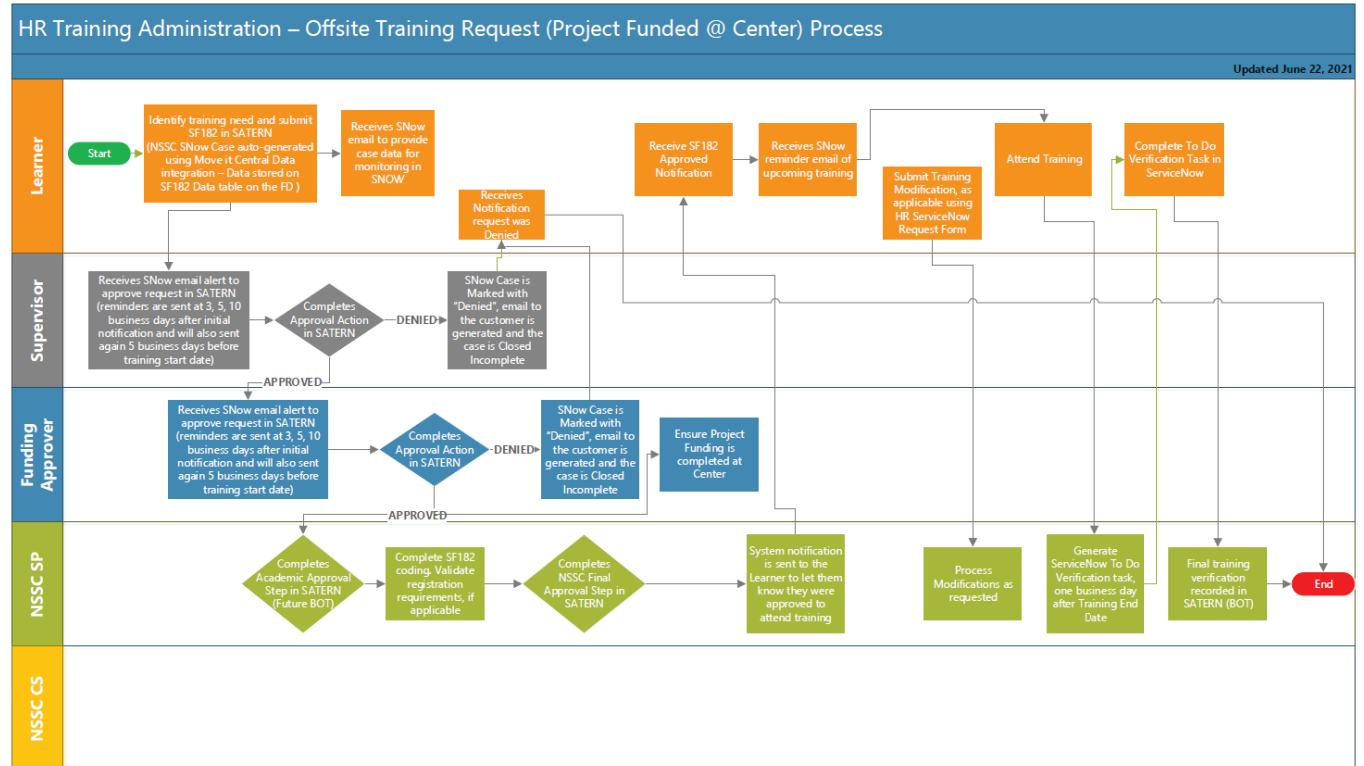 HR Training Administration – Offsite Training Request (Project Funded @ Center) Process
Updated June 22, 2021
Learner
Start
Identify training need and submit
SF182 in SATERN
(NSSC SNow Case auto-generated
using Move it Central Data
integration – Data stored on
SF182 Data table on the FD )
Receives SNow
email to provide
case data for
monitoring in
SNOW
Receives
Notification
request was
Denied
Receive SF182
Approved
Notification
Receives SNow
reminder email of
upcoming training
Submit Training
Modification, as
applicable using
HR ServiceNow
Request Form
Attend Training
Complete To Do
Verification Task in
ServiceNow
Supervisor
Receives SNow email alert to
approve request in SATERN
(reminders are sent at 3, 5, 10
business days after initial
notification and will also sent
again 5 business days before
training start date)
Completes
Approval Action
in SATERN
DENIED
SNow Case is
Marked with
"Denied", email to
the customer is
generated and the
case is Closed
Incomplete
APPROVED
Funding
Approver
Receives SNow email alert to
approve request in SATERN
(reminders are sent at 3, 5, 10
business days after initial
notification and will also sent
again 5 business days before
training start date)
Completes
Approval Action
in SATERN
DENIED
SNow Case is
Marked with
"Denied", email to
the customer is
generated and the
case is Closed
Incomplete
Ensure Project
Funding is
completed at
Center
APPROVED
NSSC SP
Completes
Academic Approval
Step in SATERN
(Future BOT)
Complete SF182
coding. Validate
registration
requirements, if
applicable
Completes
NSSC Final
Approval Step in
SATERN
System notification
is sent to the
Learner to let them
know they were
approved to
attend training
Process
Modifications as
requested
Generate
ServiceNow To Do
Verification task,
one business day
after Training End
Date
Final training
verification
recorded in
SATERN (BOT)
End
NSSC CS